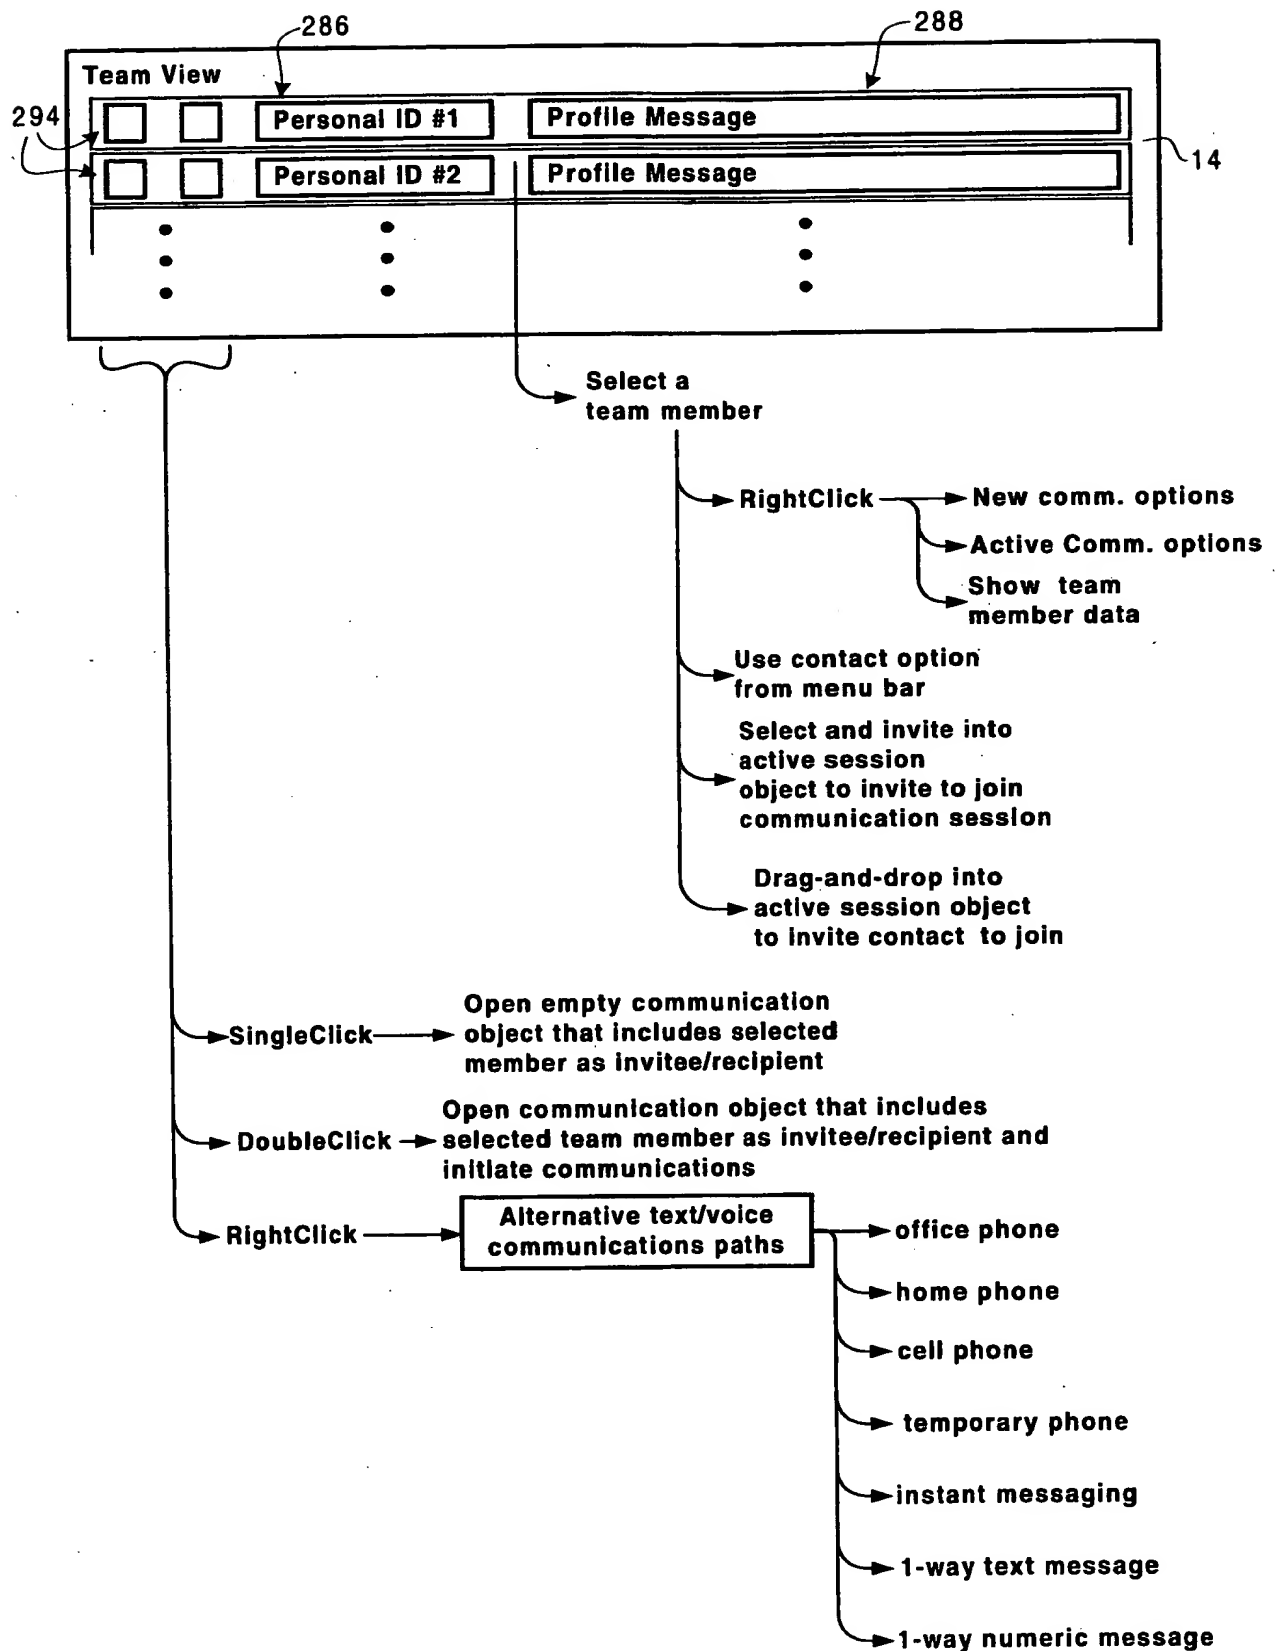 286
288
Team View
294
Personal ID #1
Profile Message
14
Personal ID #2
Profile Message
Select a
team member
RightClick
New comm. options
Active Comm. options
Show team
member data
Use contact option
from menu bar
Select and invite into
active session
object to invite to join
communication session
Drag-and-drop into
active session object
to invite contact to join
SingleClick
Open empty communication
object that includes selected
member as invitee/recipient
DoubleClick
Open communication object that includes
selected team member as invitee/recipient and
initiate communications
RightClick
Alternative text/voice
communications paths
office phone
home phone
cell phone
temporary phone
instant messaging
1-way text message
1-way numeric message